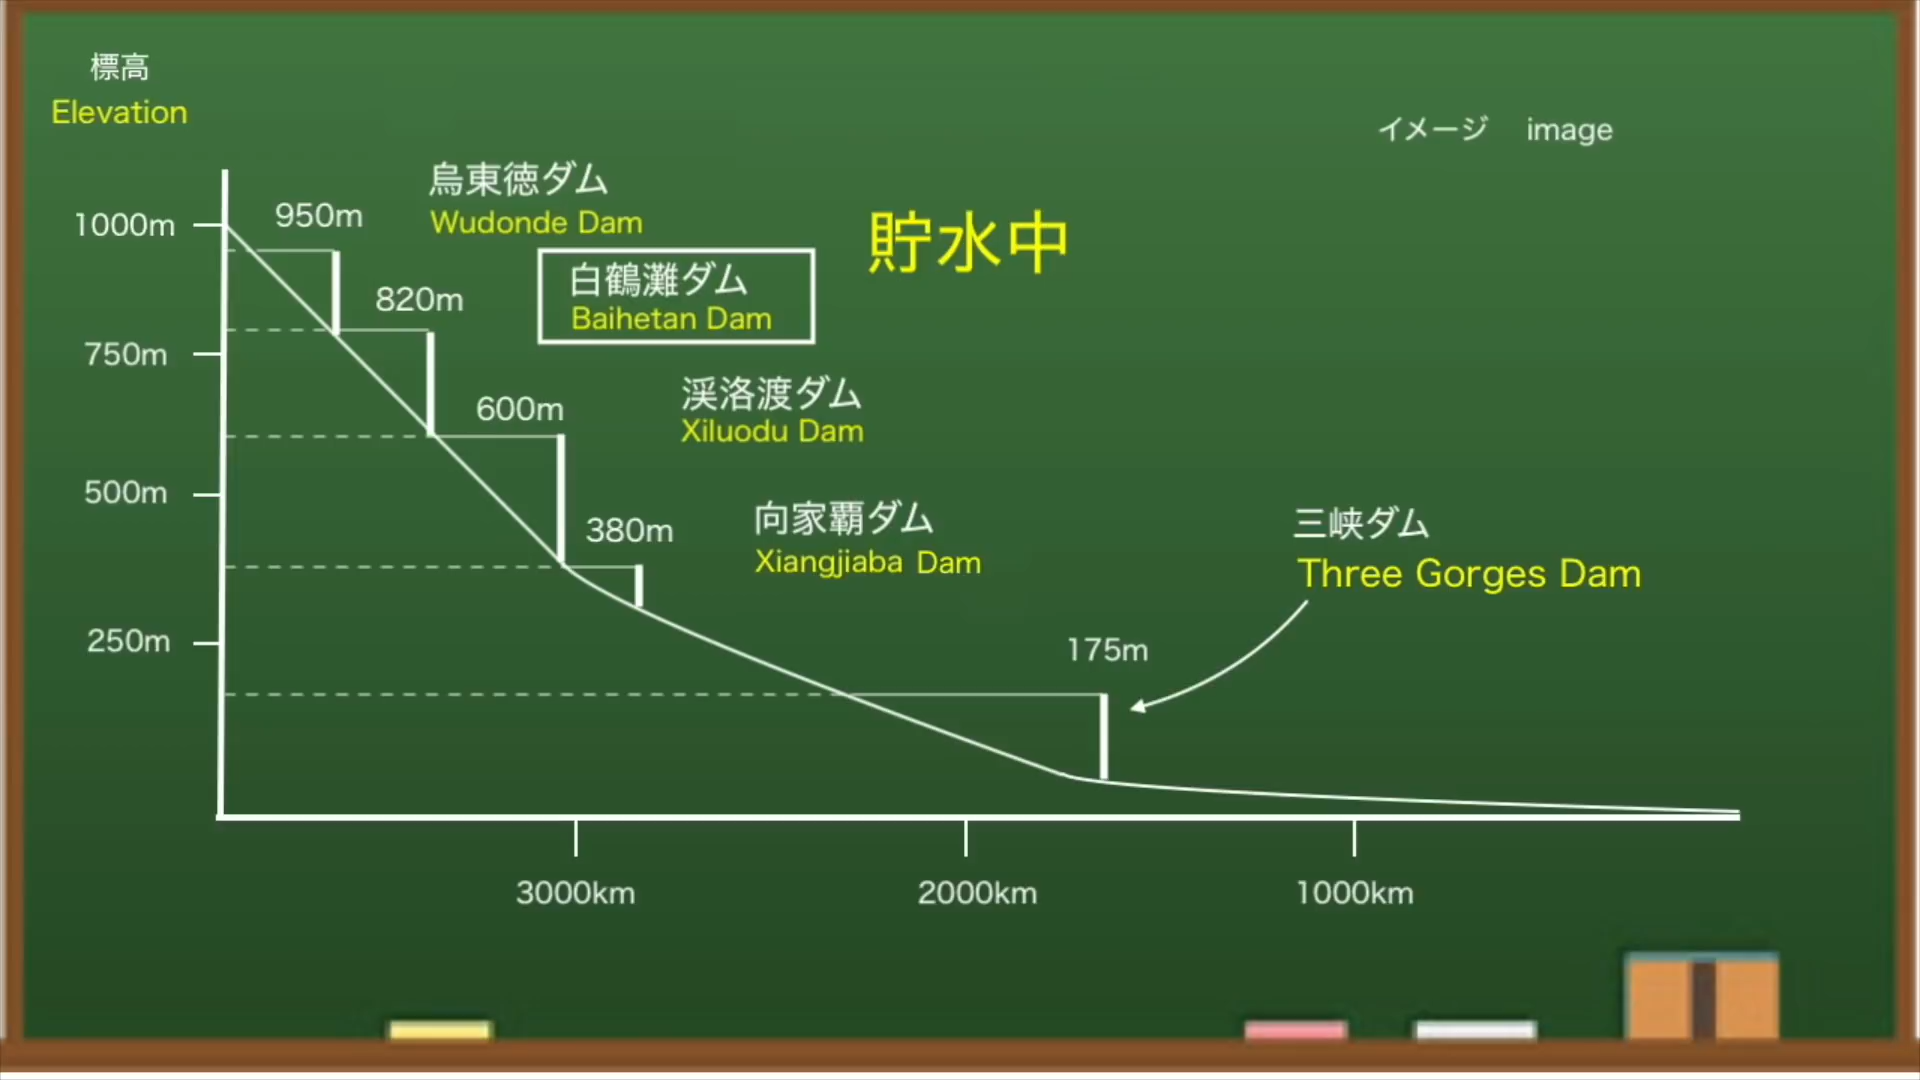 標高
Elevation
イメージ image
烏東徳ダム
Wudonde Dam
950m
1000m
貯水中
白鶴灘ダム
Baihetan Dam
820m
750m
渓洛渡ダム
Xiluodu Dam
600m
500m
向家覇ダム
Xiangjiaba Dam
380m
三峡ダム
Three Gorges Dam
250m
175m
3000km
2000km
1000km